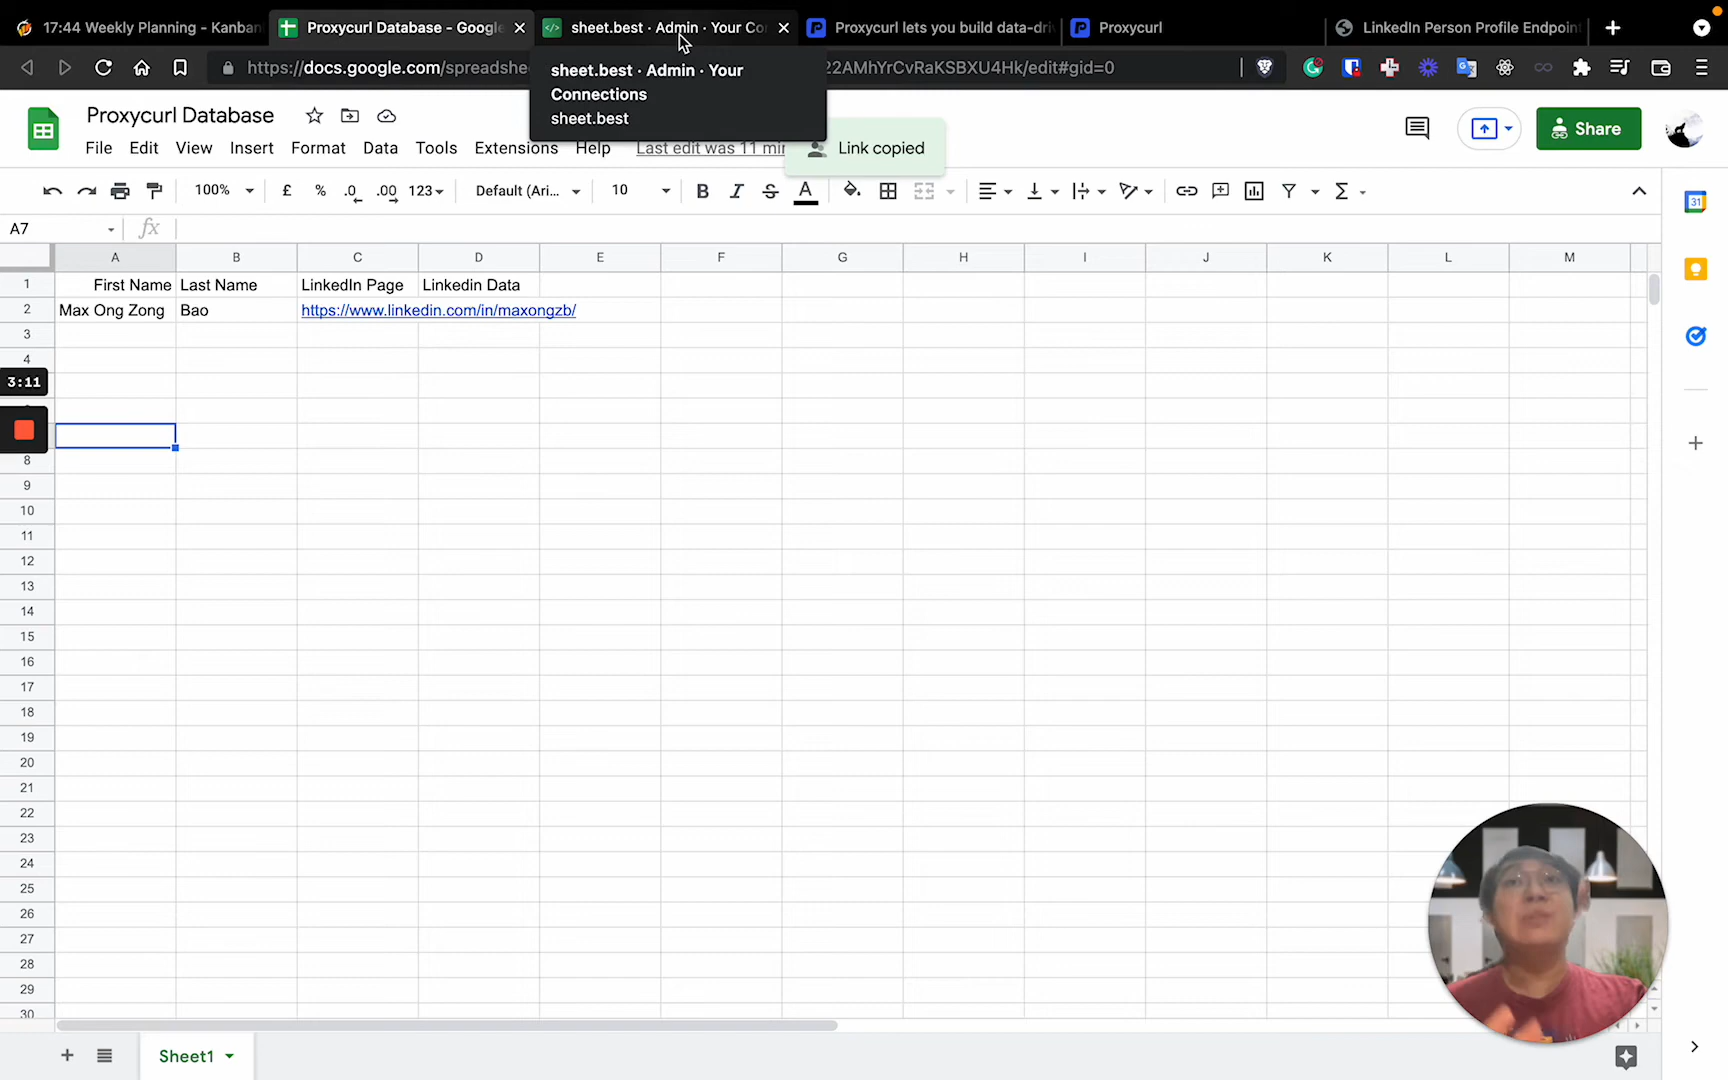 17:44 Weekly Planning - Kanban
Proxycurl Database - Google
sheet.best · Admin · Your Co
Proxycurl lets you build data-dri
Proxycurl
LinkedIn Person Profile Endpoint
https://docs.google.com/spreadshe
22AMhYrCvRaKSBXU4Hk/edit#gid=0
sheet.best · Admin · Your
Connections
sheet.best
Proxycurl Database
File Edit View Insert Format Data Tools Extensions Help Last edit was 11 min
Link copied
Share
100% £ % .0 .00 123 Default (Ari... 10 B I S A
A7
fx
A B C D E F G H I J K L M
1 First Name Last Name LinkedIn Page Linkedin Data
2 Max Ong Zong Bao https://www.linkedin.com/in/maxongzb/
3
4
3:11
8
9
10
11
12
13
14
15
16
17
18
19
20
21
22
23
24
25
26
27
28
29
30
Sheet1
31